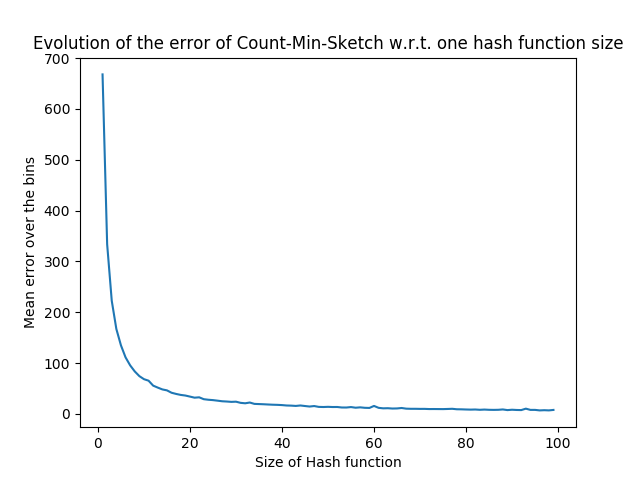 Evolution of the error of Count-Min-Sketch w.r.t. one hash function size
700
600
500
400
300
200
100
0
Mean error over the bins
0 20 40 60 80 100
Size of Hash function